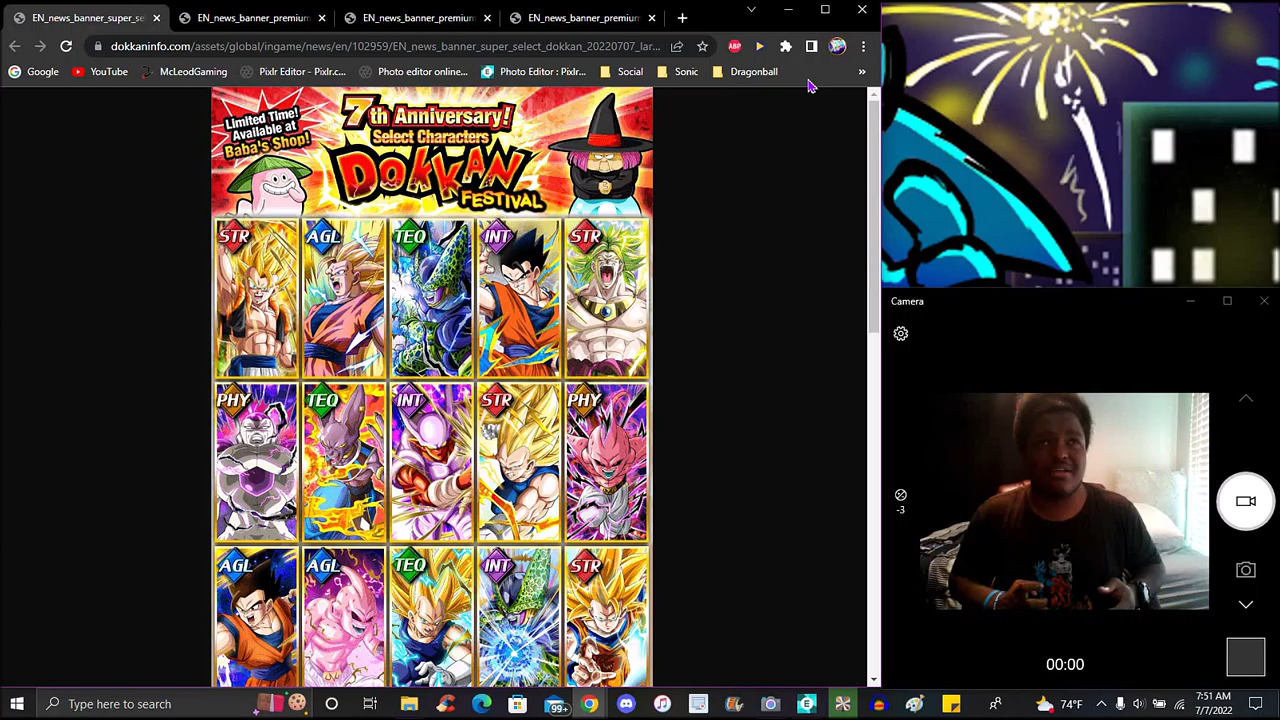 EN_news_banner_super_se
EN_news_banner_premium
EN_news_banner_premium
EN_news_banner_premium
dokkaninfo.com/assets/global/ingame/news/en/102959/EN_news_banner_super_select_dokkan_20220707_lar...
ABP
Google
YouTube
McLeodGaming
Pixlr Editor - Pixlr.c...
Photo editor online...
Photo Editor : Pixlr...
Social
Sonic
Dragonball
»
Limited Time!
Available at
Baba's Shop!
7th Anniversary!
Select Characters
DOKKAN
FESTIVAL
STR
AGL
TEQ
INT
STR
PHY
TEQ
INT
STR
PHY
AGL
AGL
TEQ
INT
STR
Camera
-3
00:00
Type here to search
99+
74°F
7:51 AM
7/7/2022